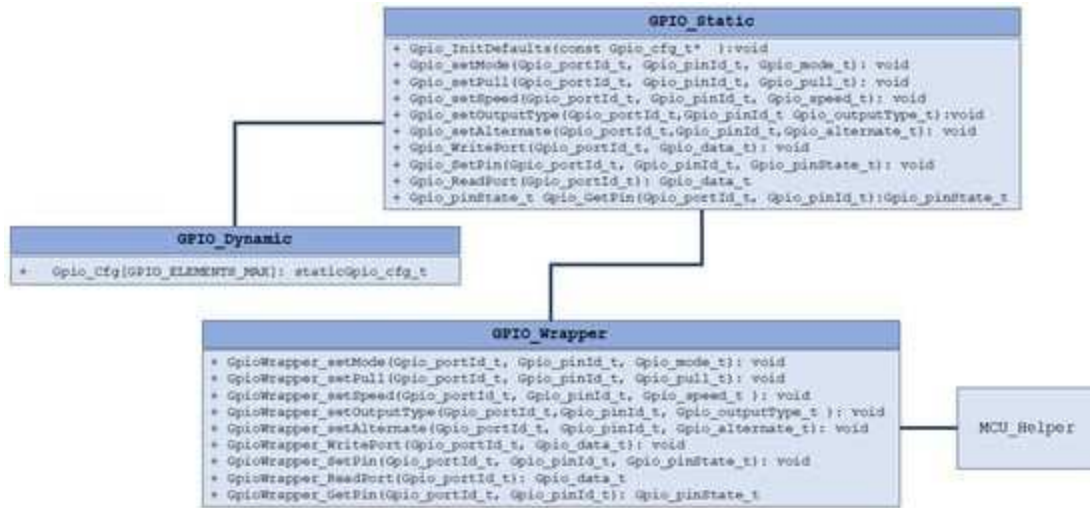 GPIO_Static
+ Gpio_InitDefaults(const Gpio_cfg_t* ):void
+ Gpio_setMode(Gpio_portId_t, Gpio_pinId_t, Gpio_mode_t): void
+ Gpio_setPull(Gpio_portId_t, Gpio_pinId_t, Gpio_pull_t): void
+ Gpio_setSpeed(Gpio_portId_t, Gpio_pinId_t, Gpio_speed_t): void
+ Gpio_setOutputType(Gpio_portId_t,Gpio_pinId_t Gpio_outputType_t):void
+ Gpio_setAlternate(Gpio_portId_t,Gpio_pinId_t,Gpio_alternate_t): void
+ Gpio_WritePort(Gpio_portId_t, Gpio_data_t): void
+ Gpio_SetPin(Gpio_portId_t, Gpio_pinId_t, Gpio_pinState_t): void
+ Gpio_ReadPort(Gpio_portId_t): Gpio_data_t
+ Gpio_pinState_t Gpio_GetPin(Gpio_portId_t, Gpio_pinId_t):Gpio_pinState_t
GPIO_Dynamic
+ Gpio_Cfg[GPIO_ELEMENTS_MAX]: staticGpio_cfg_t
GPIO_Wrapper
+ GpioWrapper_setMode(Gpio_portId_t, Gpio_pinId_t, Gpio_mode_t): void
+ GpioWrapper_setPull(Gpio_portId_t, Gpio_pinId_t, Gpio_pull_t): void
+ GpioWrapper_setSpeed(Gpio_portId_t, Gpio_pinId_t, Gpio_speed_t ): void
+ GpioWrapper_setOutputType(Gpio_portId_t,Gpio_pinId_t, Gpio_outputType_t ): void
+ GpioWrapper_setAlternate(Gpio_portId_t, Gpio_pinId_t, Gpio_alternate_t): void
+ GpioWrapper_WritePort(Gpio_portId_t, Gpio_data_t): void
+ GpioWrapper_SetPin(Gpio_portId_t, Gpio_pinId_t, Gpio_pinState_t): void
+ GpioWrapper_ReadPort(Gpio_portId_t): Gpio_data_t
+ GpioWrapper_GetPin(Gpio_portId_t, Gpio_pinId_t): Gpio_pinState_t
MCU_Helper